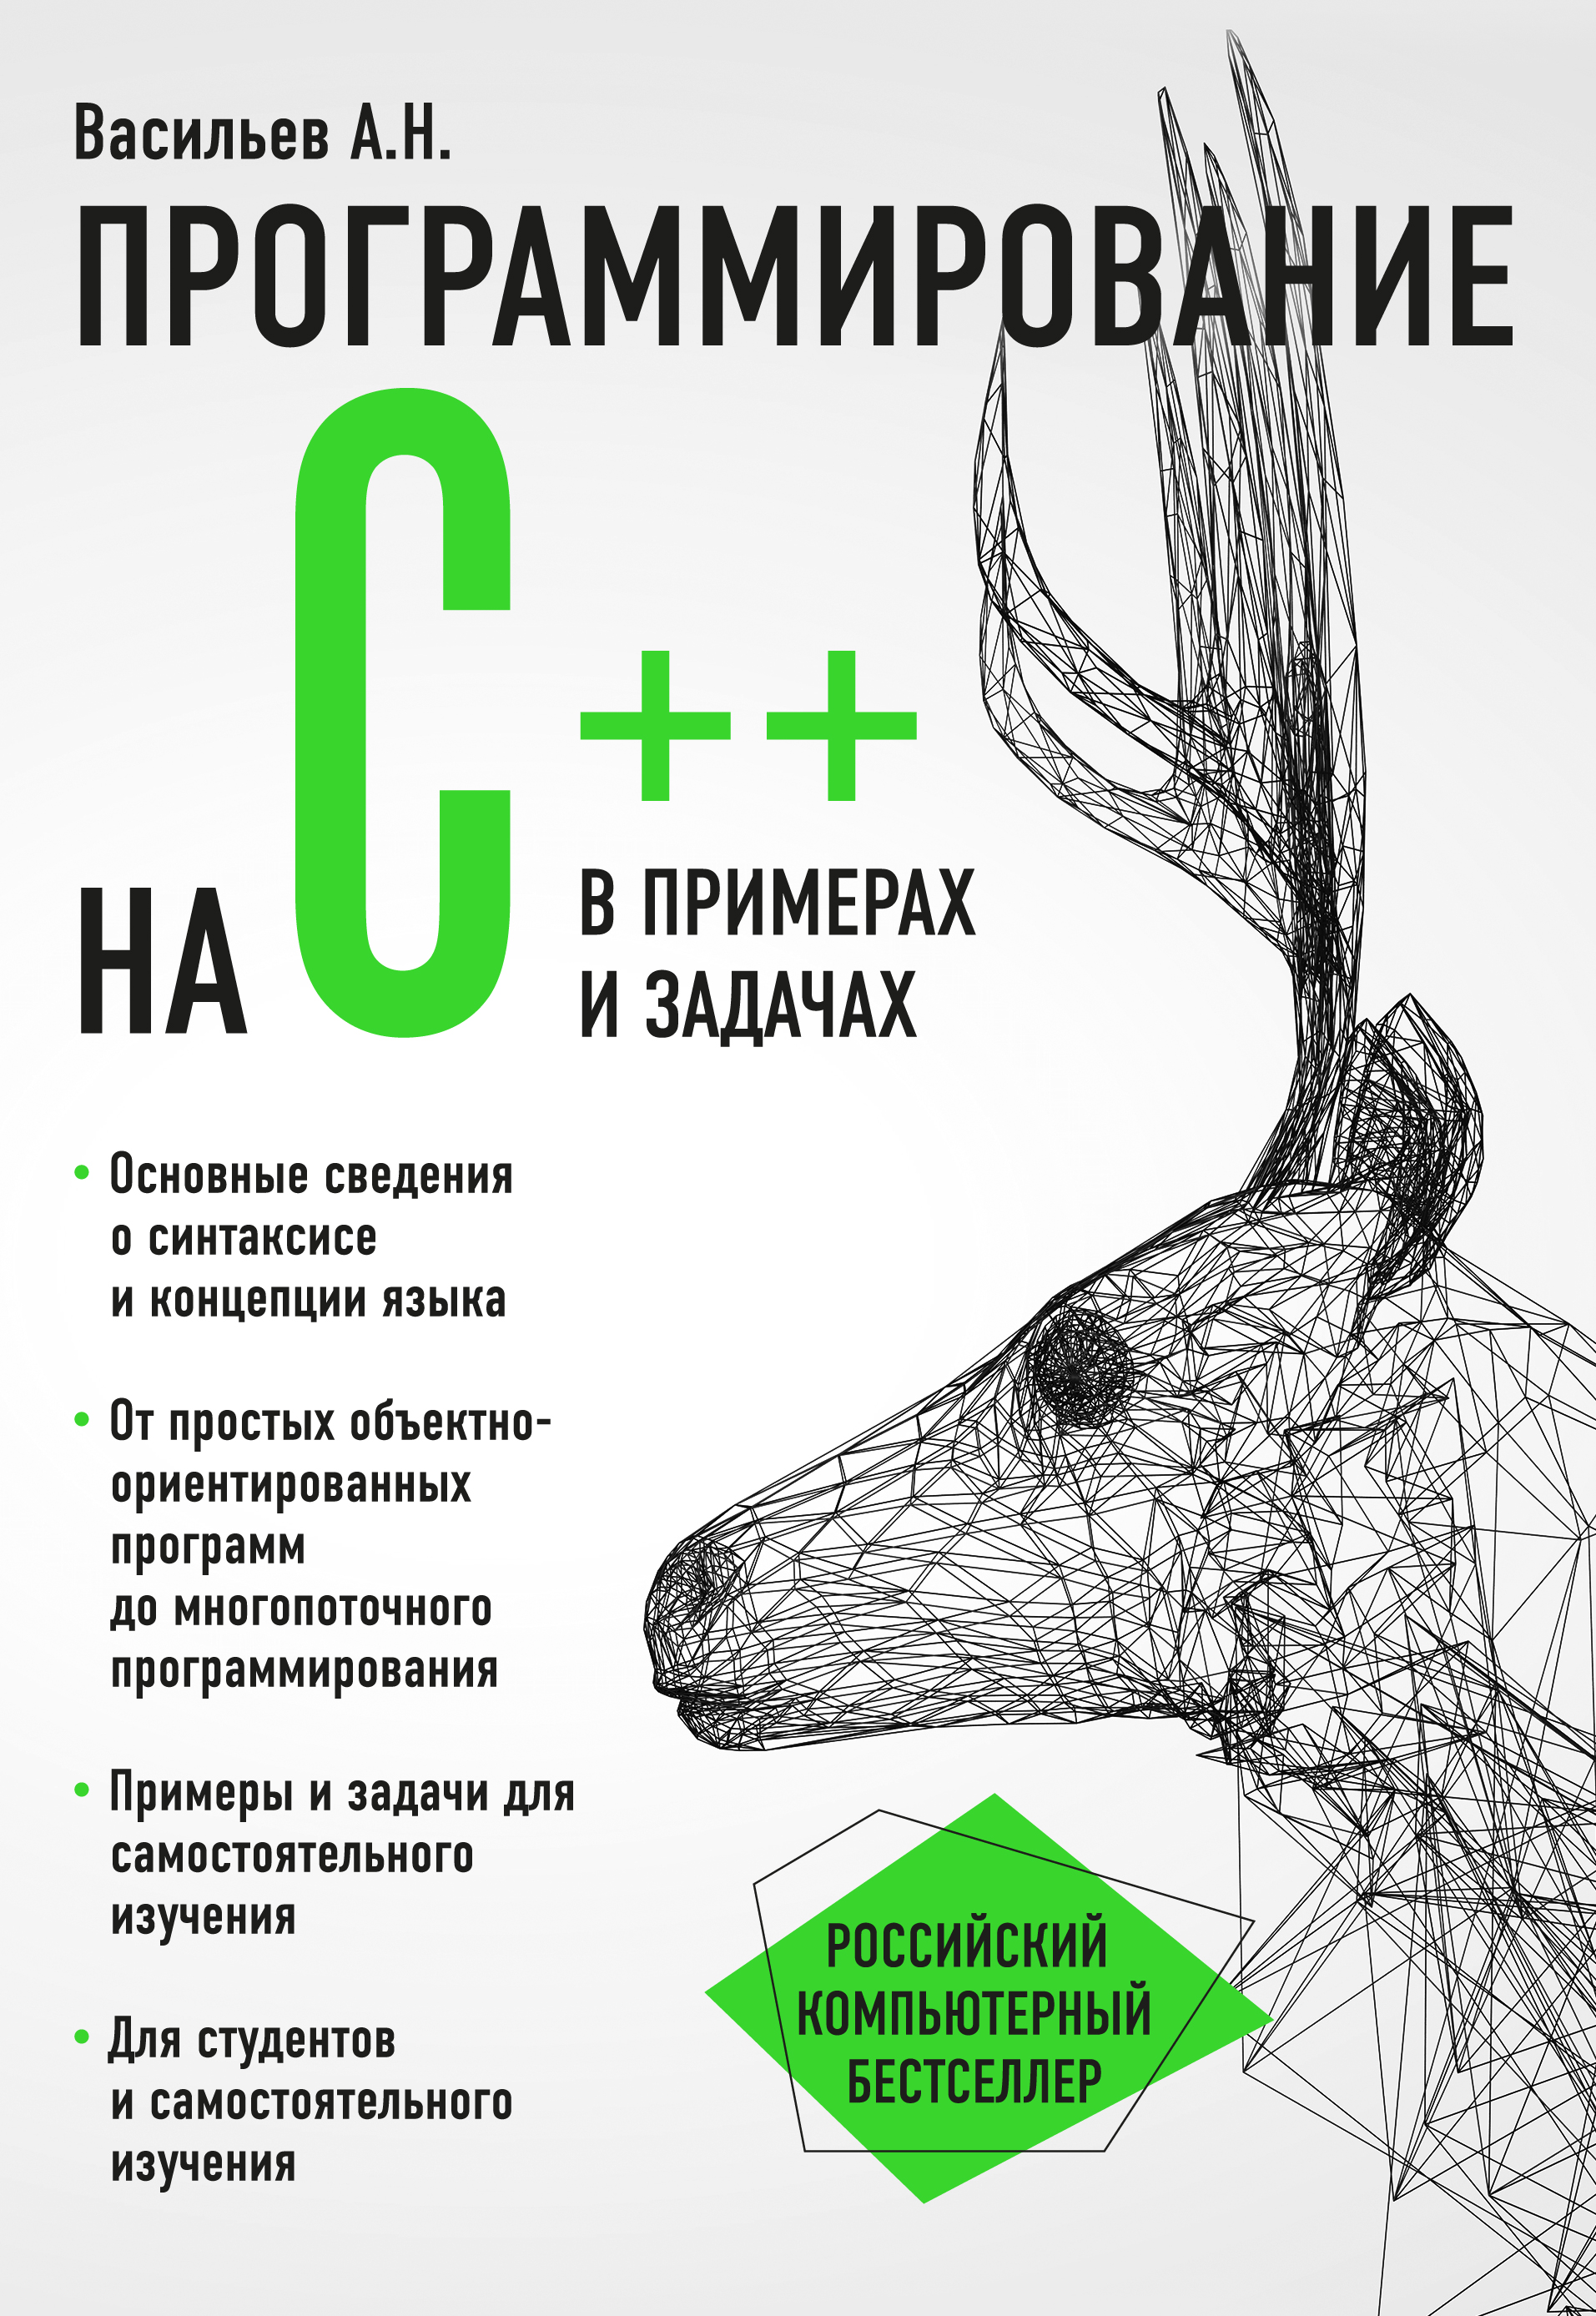 Васильев А.Н.
ПРОГРАММИРОВАНИЕ
НА C++
В ПРИМЕРАХ
И ЗАДАЧАХ
• Основные сведения
о синтаксисе
и концепции языка
• От простых объектно-
ориентированных
программ
до многопоточного
программирования
• Примеры и задачи для
самостоятельного
изучения
• Для студентов
и самостоятельного
изучения
РОССИЙСКИЙ
КОМПЬЮТЕРНЫЙ
БЕСТСЕЛЛЕР